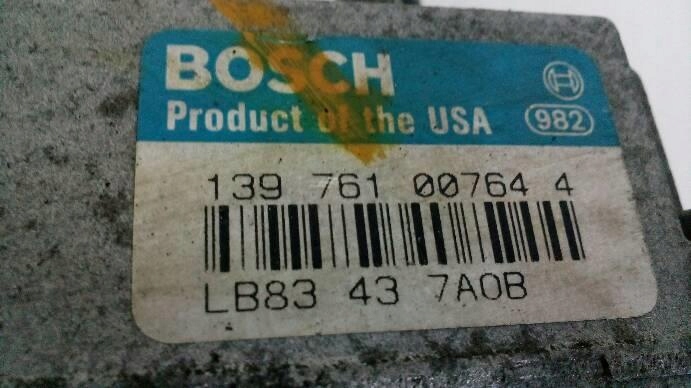 BOSCH
Product of the USA 982
139 761 00764 4
LB83 43 7A0B